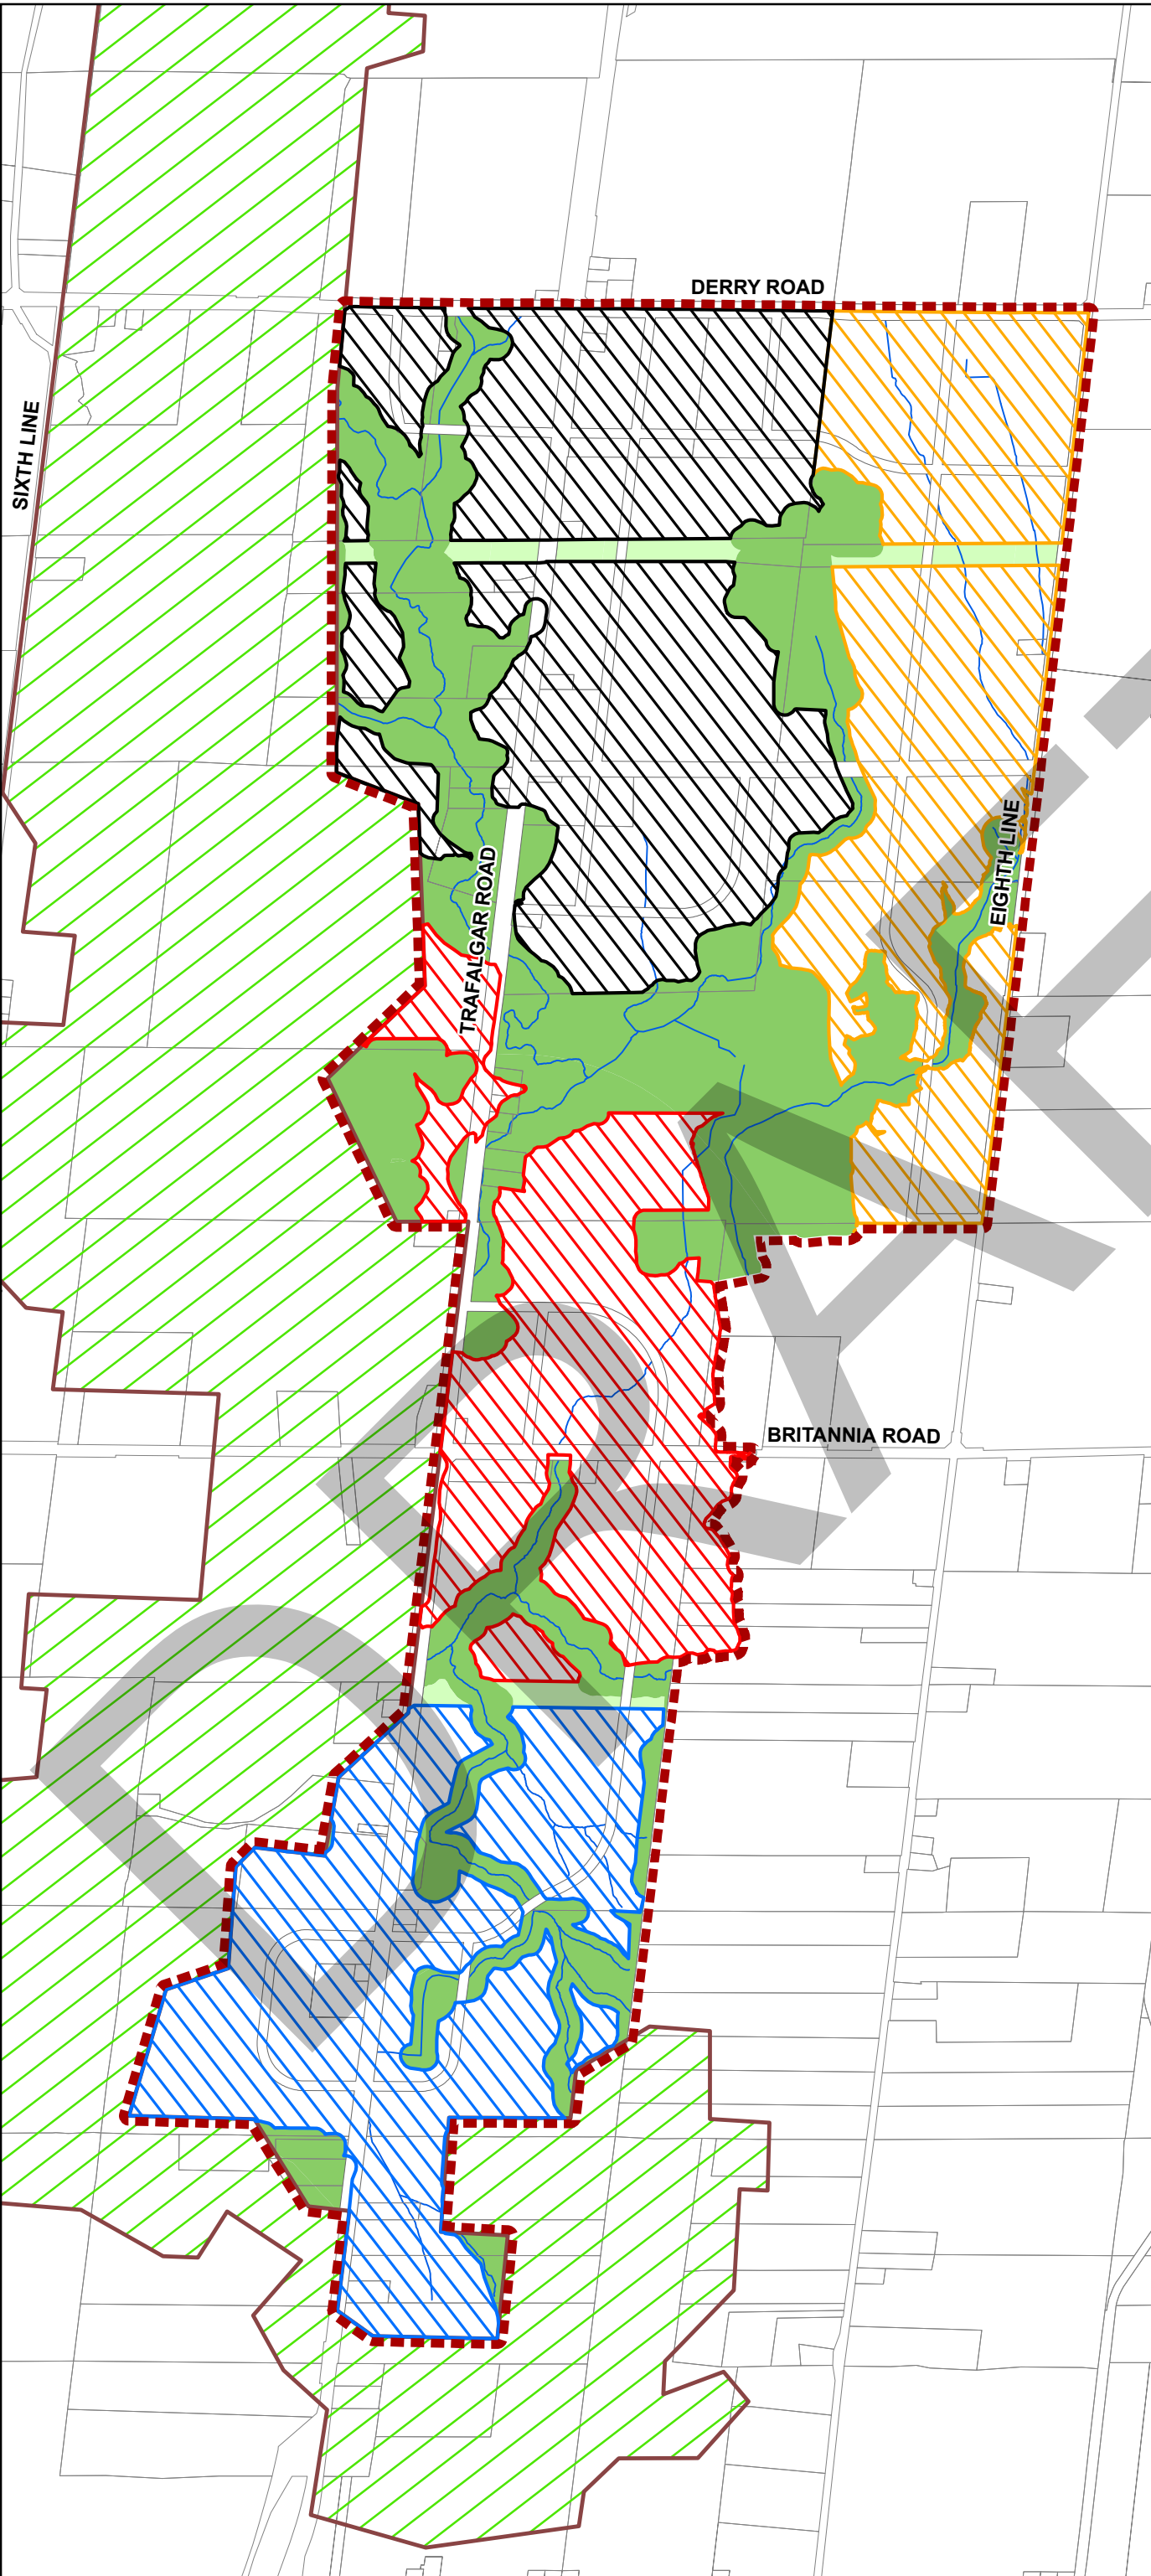 DERRY ROAD
SIXTH LINE
EIGHTH LINE
TRAFALGAR ROAD
BRITANNIA ROAD
DRAFT